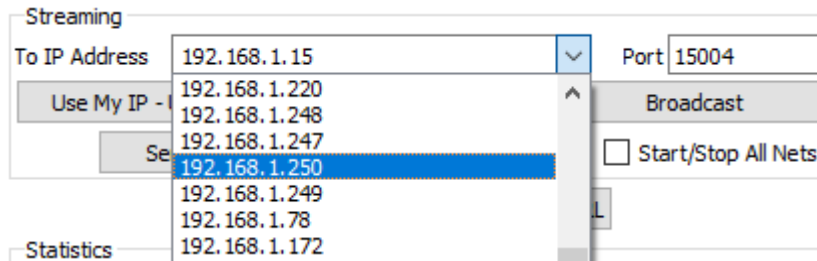 Streaming
To IP Address 192.168.1.15 Port 15004
192.168.1.220
Use My IP - Broadcast
192.168.1.248
192.168.1.247
Se Start/Stop All Nets
192.168.1.250
192.168.1.249
192.168.1.78
192.168.1.172
Statistics